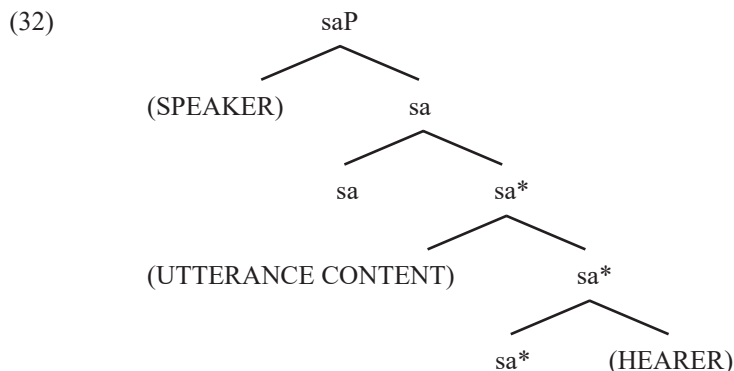 (32) saP
(SPEAKER) sa
sa sa*
(UTTERANCE CONTENT) sa*
sa* (HEARER)